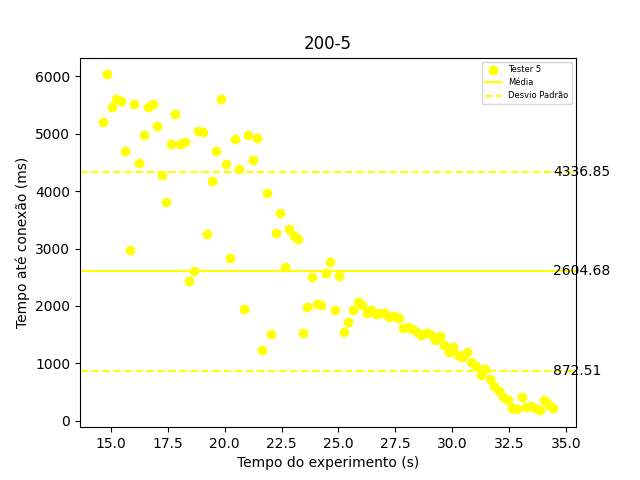 200-5
Tester 5
Média
Desvio Padrão
6000
5000
4000
3000
2000
1000
0
4336.85
2604.68
872.51
Tempo até conexão (ms)
15.0 17.5 20.0 22.5 25.0 27.5 30.0 32.5 35.0
Tempo do experimento (s)